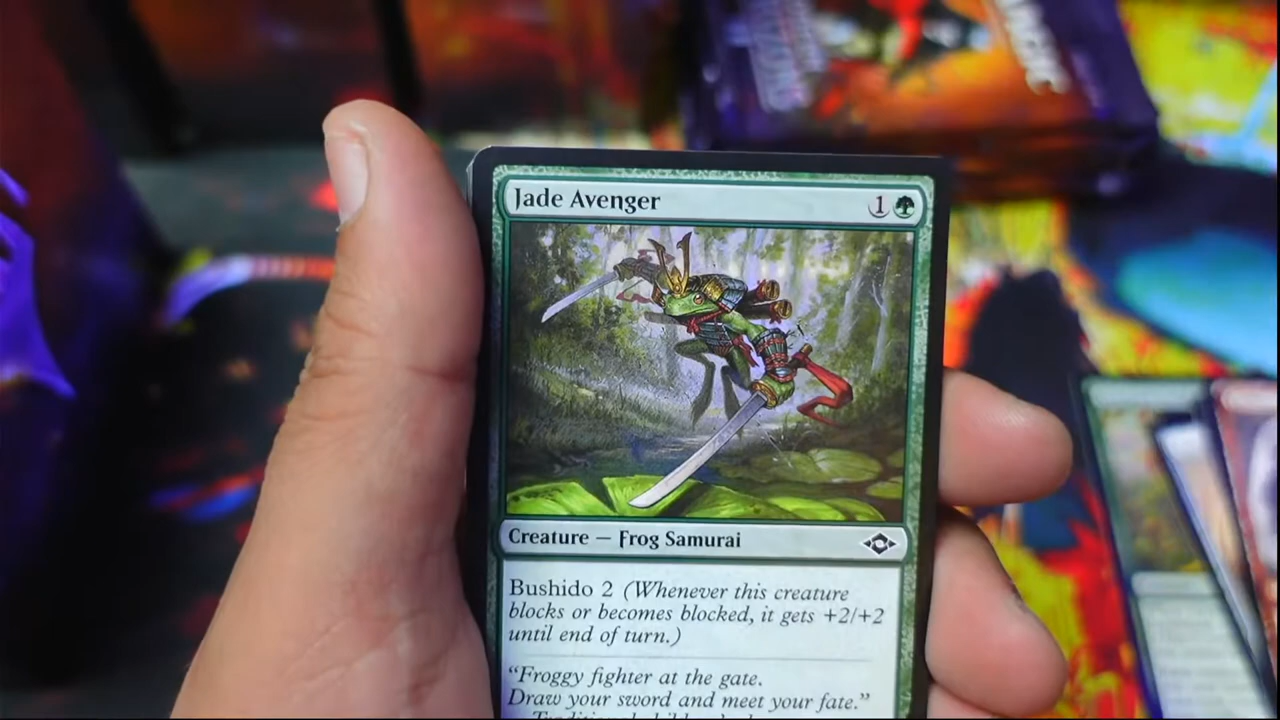 Jade Avenger
1
Creature — Frog Samurai
Bushido 2 (Whenever this creature
blocks or becomes blocked, it gets +2/+2
until end of turn.)
“Froggy fighter at the gate.
Draw your sword and meet your fate.”